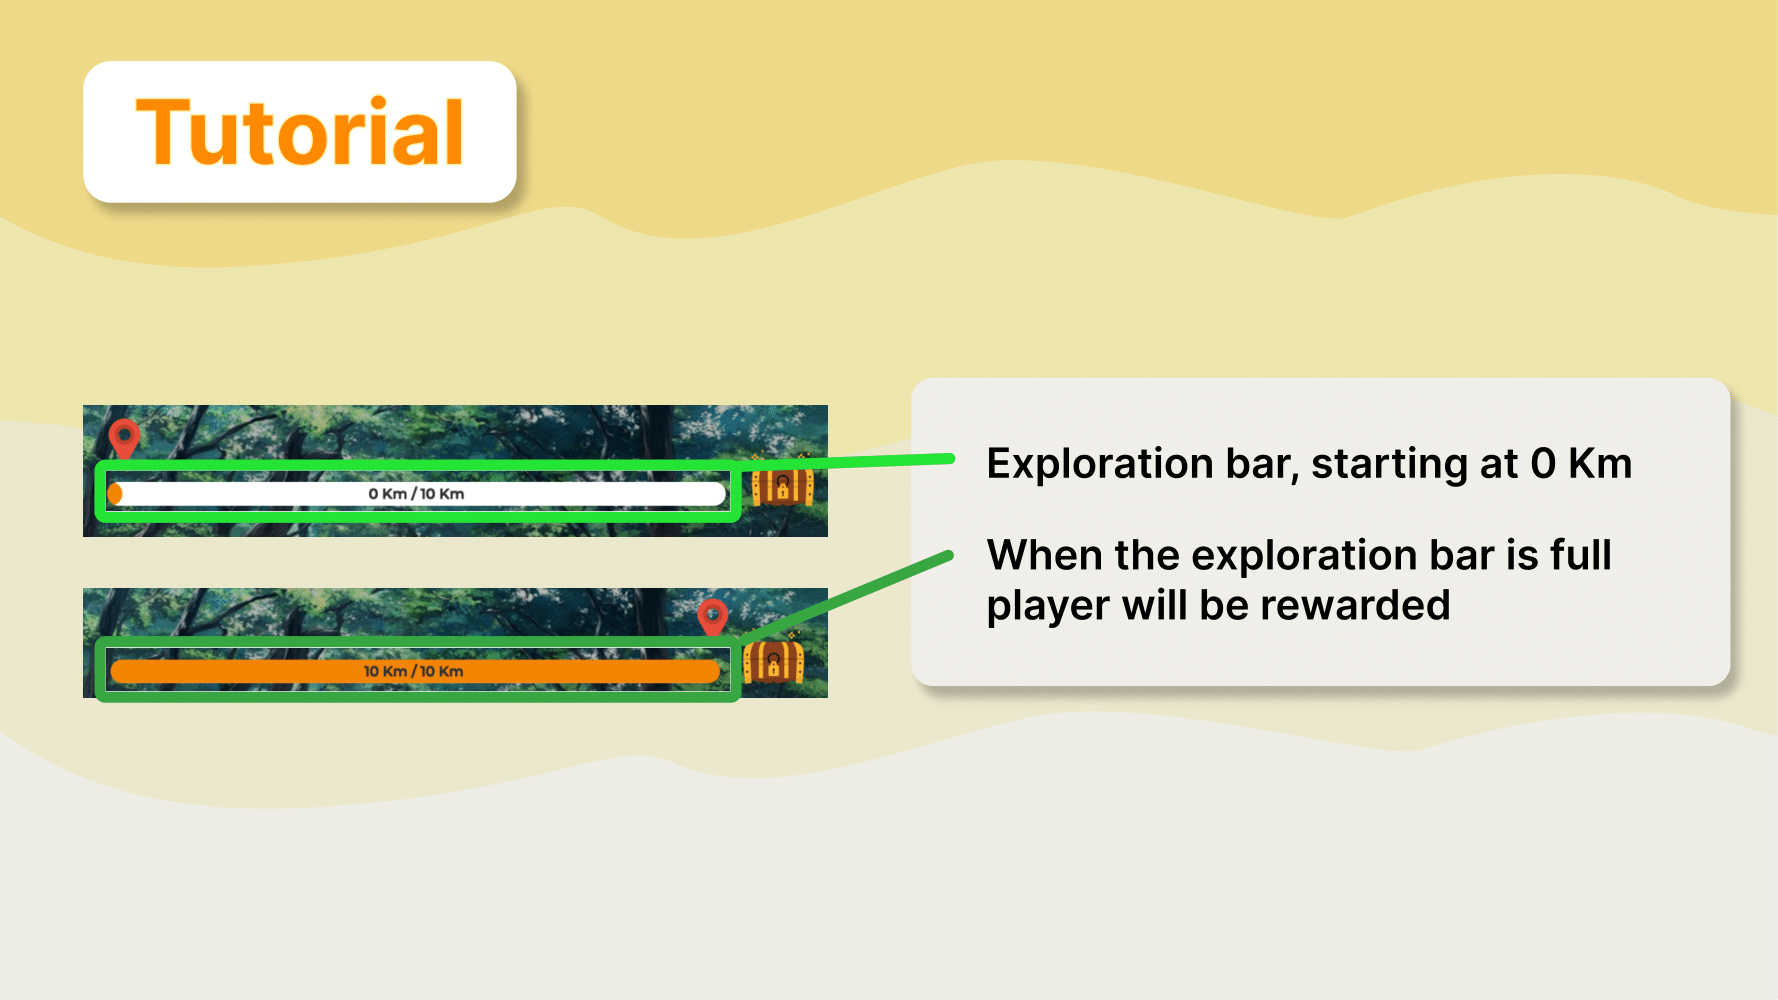 Tutorial
0 Km / 10 Km
10 Km / 10 Km
Exploration bar, starting at 0 Km
When the exploration bar is full
player will be rewarded